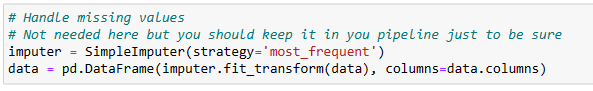 # Handle missing values
# Not needed here but you should keep it in you pipeline just to be sure
imputer = SimpleImputer(strategy='most_frequent')
data = pd.DataFrame(imputer.fit_transform(data), columns=data.columns)